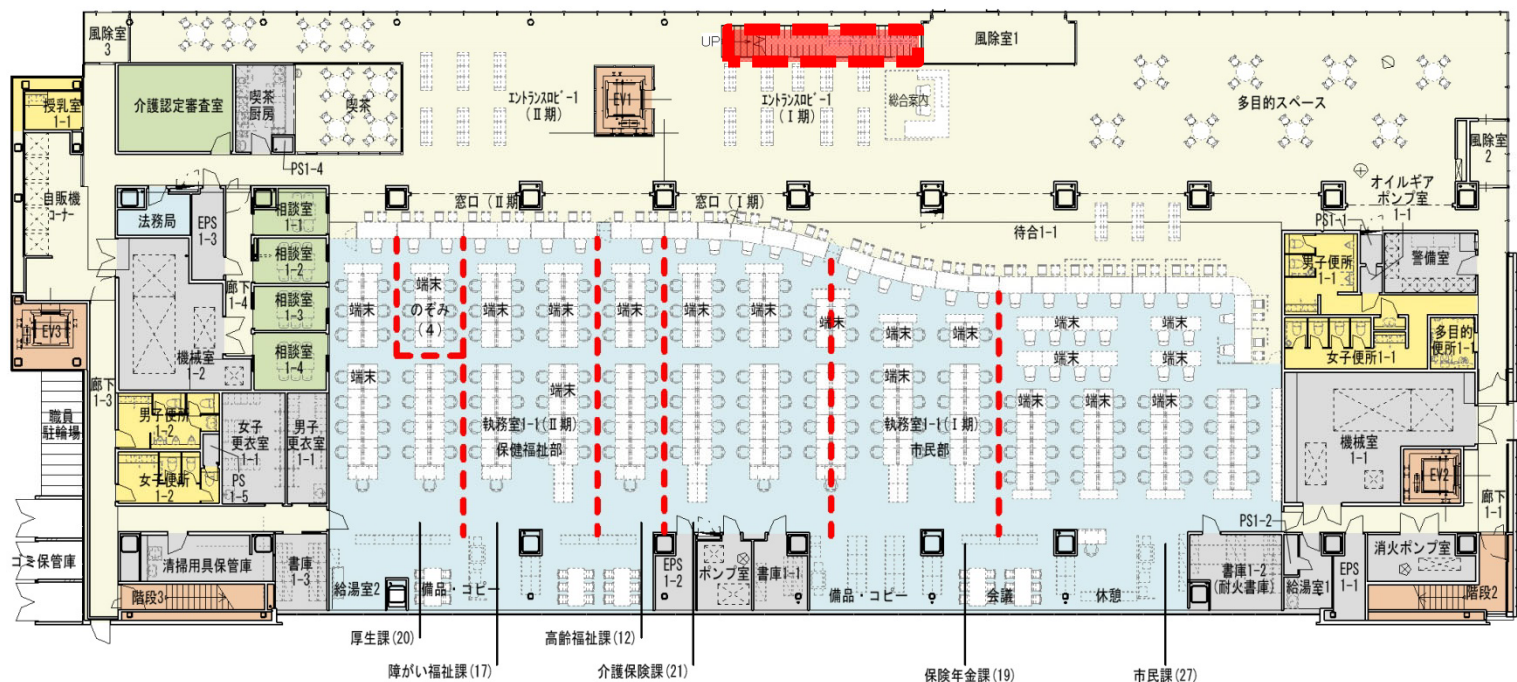 風除室
3
UP
風除室1
介護認定審査室
喫茶
厨房
喫茶
エントランスロビー1
(Ⅱ期)
EV1
エントランスロビー1
(Ⅰ期)
総合案内
多目的スペース
授乳室
1-1
風除室
2
PS1-4
自販機
コーナー
法務局
EPS
1-3
相談室
1-1
窓口 (Ⅱ期
窓口 (Ⅰ期)
待合1-1
オイルギア
ポンプ室
1-1
PS1-1
男子便所
1-1
警備室
相談室
1-2
廊下
1-4
相談室
1-3
相談室
1-4
機械室
1-2
EV3
端末
端末
のぞみ
(4)
端末
端末
端末
端末
端末
端末
端末
端末
端末
端末
端末
端末
女子便所1-1
多目的
便所1-1
廊下
1-3
職員
駐輪場
端末
端末
端末
端末
端末
端末
端末
端末
男子便所
1-2
女子
更衣室
1-1
男子
更衣室
1-1
執務室1-1(Ⅱ期)
保健福祉部
執務室1-1(Ⅰ期)
市民部
機械室
1-1
EV2
女子便所
1-2
PS
1-5
廊下
1-1
PS1-2
ゴミ保管庫
清掃用具保管庫
書庫
1-3
給湯室2
備品・コピー
EPS
1-2
ポンプ室
書庫1-1
備品・コピー
会議
休憩
書庫1-2
(耐火書庫)
給湯室1
EPS
1-1
消火ポンプ室
階段3
階段2
厚生課(20)
高齢福祉課(12)
障がい福祉課(17)
介護保険課(21)
保険年金課(19)
市民課(27)